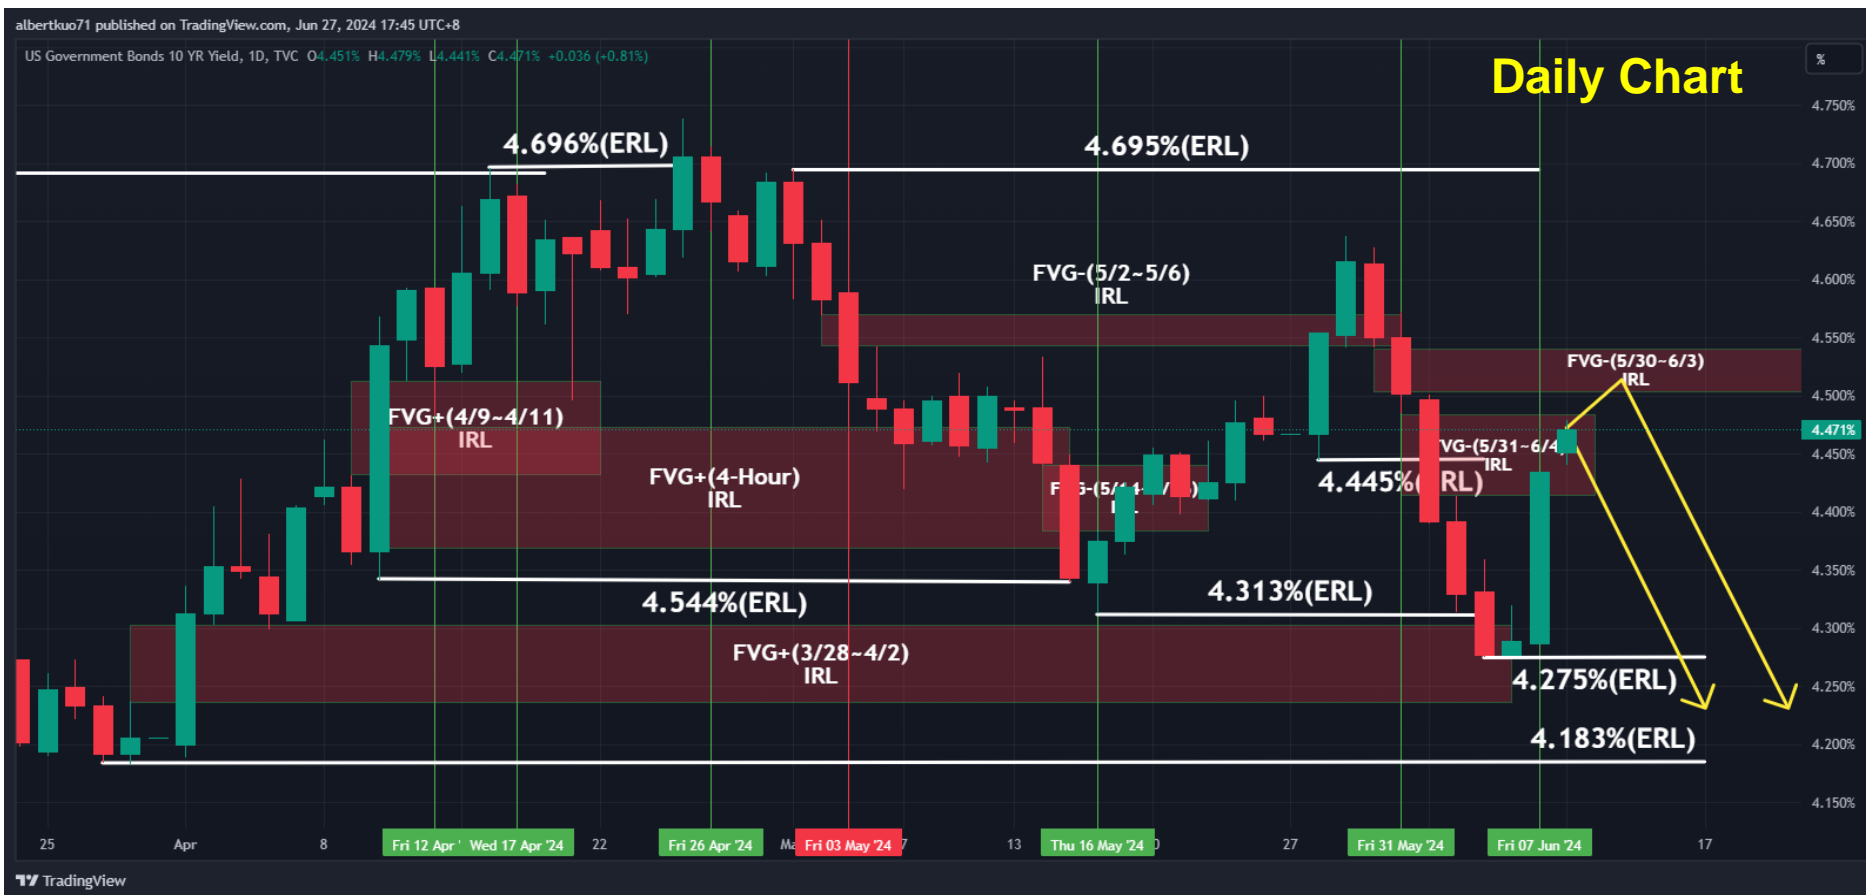 albertkuo71 published on TradingView.com, Jun 27, 2024 17:45 UTC+8
US Government Bonds 10 YR Yield, 1D, TVC O4.451% H4.479% L4.441% C4.471% +0.036 (+0.81%)
Daily Chart
%
4.750%
4.696%(ERL)
4.695%(ERL)
4.700%
4.650%
FVG-(5/2~5/6)
IRL
4.600%
4.550%
FVG-(5/30~6/3)
IRL
4.500%
FVG+(4/9~4/11)
IRL
4.471%
VG-(5/31~6/4)
IRL
4.450%
FVG+(4-Hour)
IRL
4.445%( RL)
4.400%
4.350%
4.544%(ERL)
4.313%(ERL)
4.300%
FVG+(3/28~4/2)
IRL
4.275%(ERL)
4.250%
4.183%(ERL)
4.200%
4.150%
25 Apr 8 Fri 12 Apr ' Wed 17 Apr '24 22 Fri 26 Apr '24 Ma Fri 03 May '24 7 13 Thu 16 May '24 27 Fri 31 May '24 Fri 07 Jun '24 17
TradingView